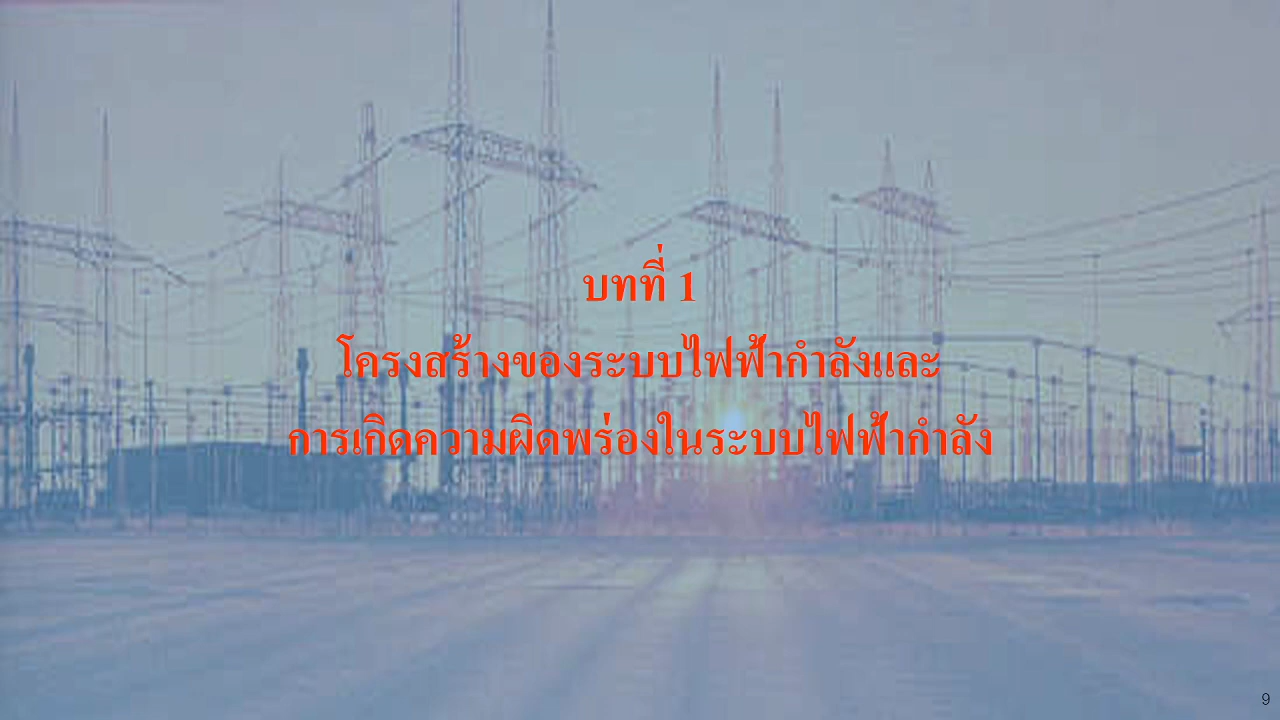 บทที่ 1
โครงสร้างของระบบไฟฟ้ากำลังและ
การเกิดความผิดพร่องในระบบไฟฟ้ากำลัง
9